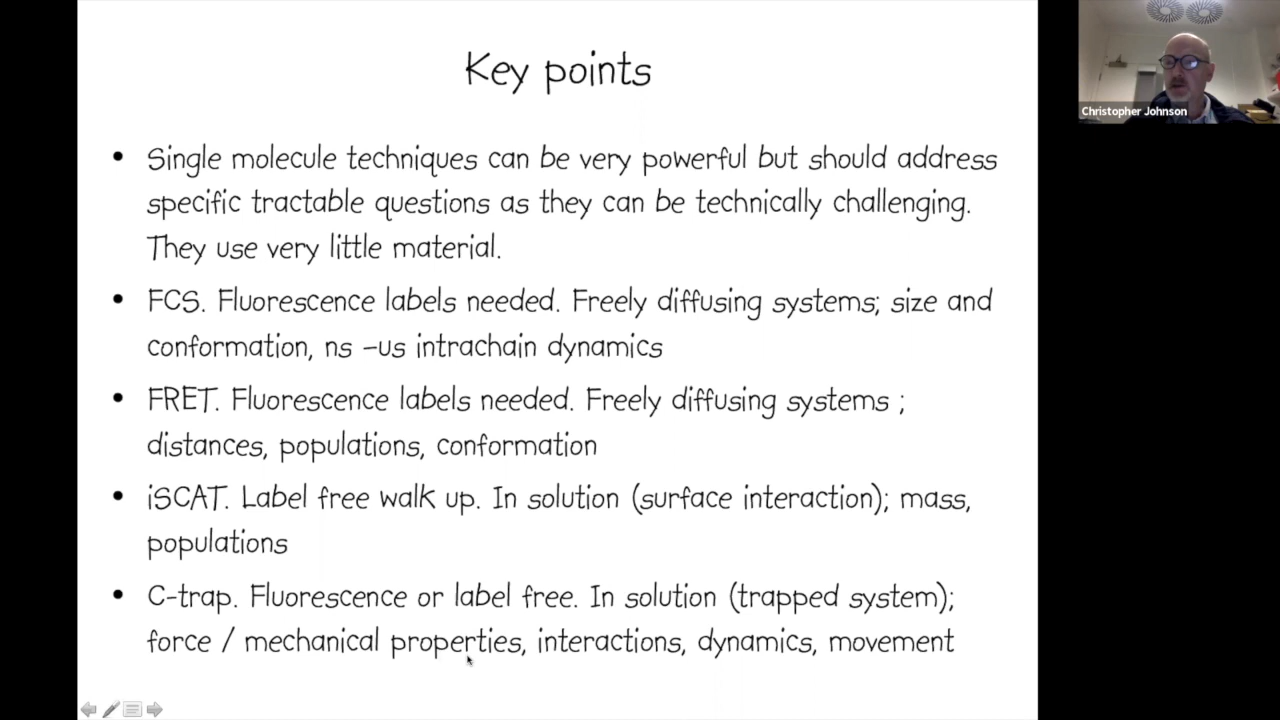 Key points
• Single molecule techniques can be very powerful but should address
specific tractable questions as they can be technically challenging.
They use very little material.
• FCS. Fluorescence labels needed. Freely diffusing systems; size and
conformation, ns -us intrachain dynamics
• FRET. Fluorescence labels needed. Freely diffusing systems ;
distances, populations, conformation
• iSCAT. Label free walk up. In solution (surface interaction); mass,
populations
• C-trap. Fluorescence or label free. In solution (trapped system);
force / mechanical properties, interactions, dynamics, movement
Christopher Johnson